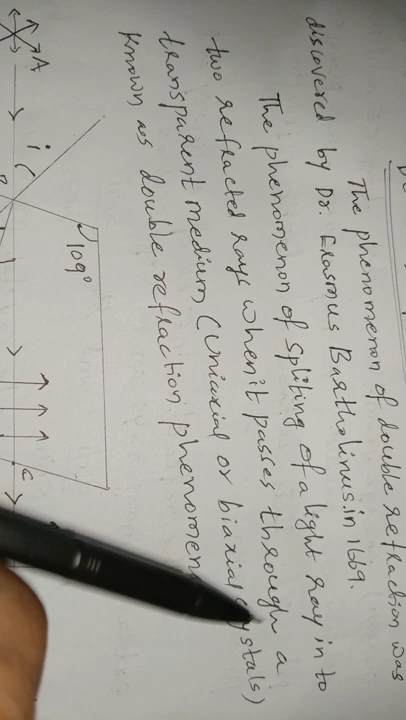 The phenomenon of double refraction was
discovered by Dr. Erasmus Bartholinus.in 1669.
The phenomenon of spliting of a light ray in to
two refracted rays when it passes through a
transparent medium (uniaxial or biaxial crystals)
known as double refraction phenomen
A
i
109°
C